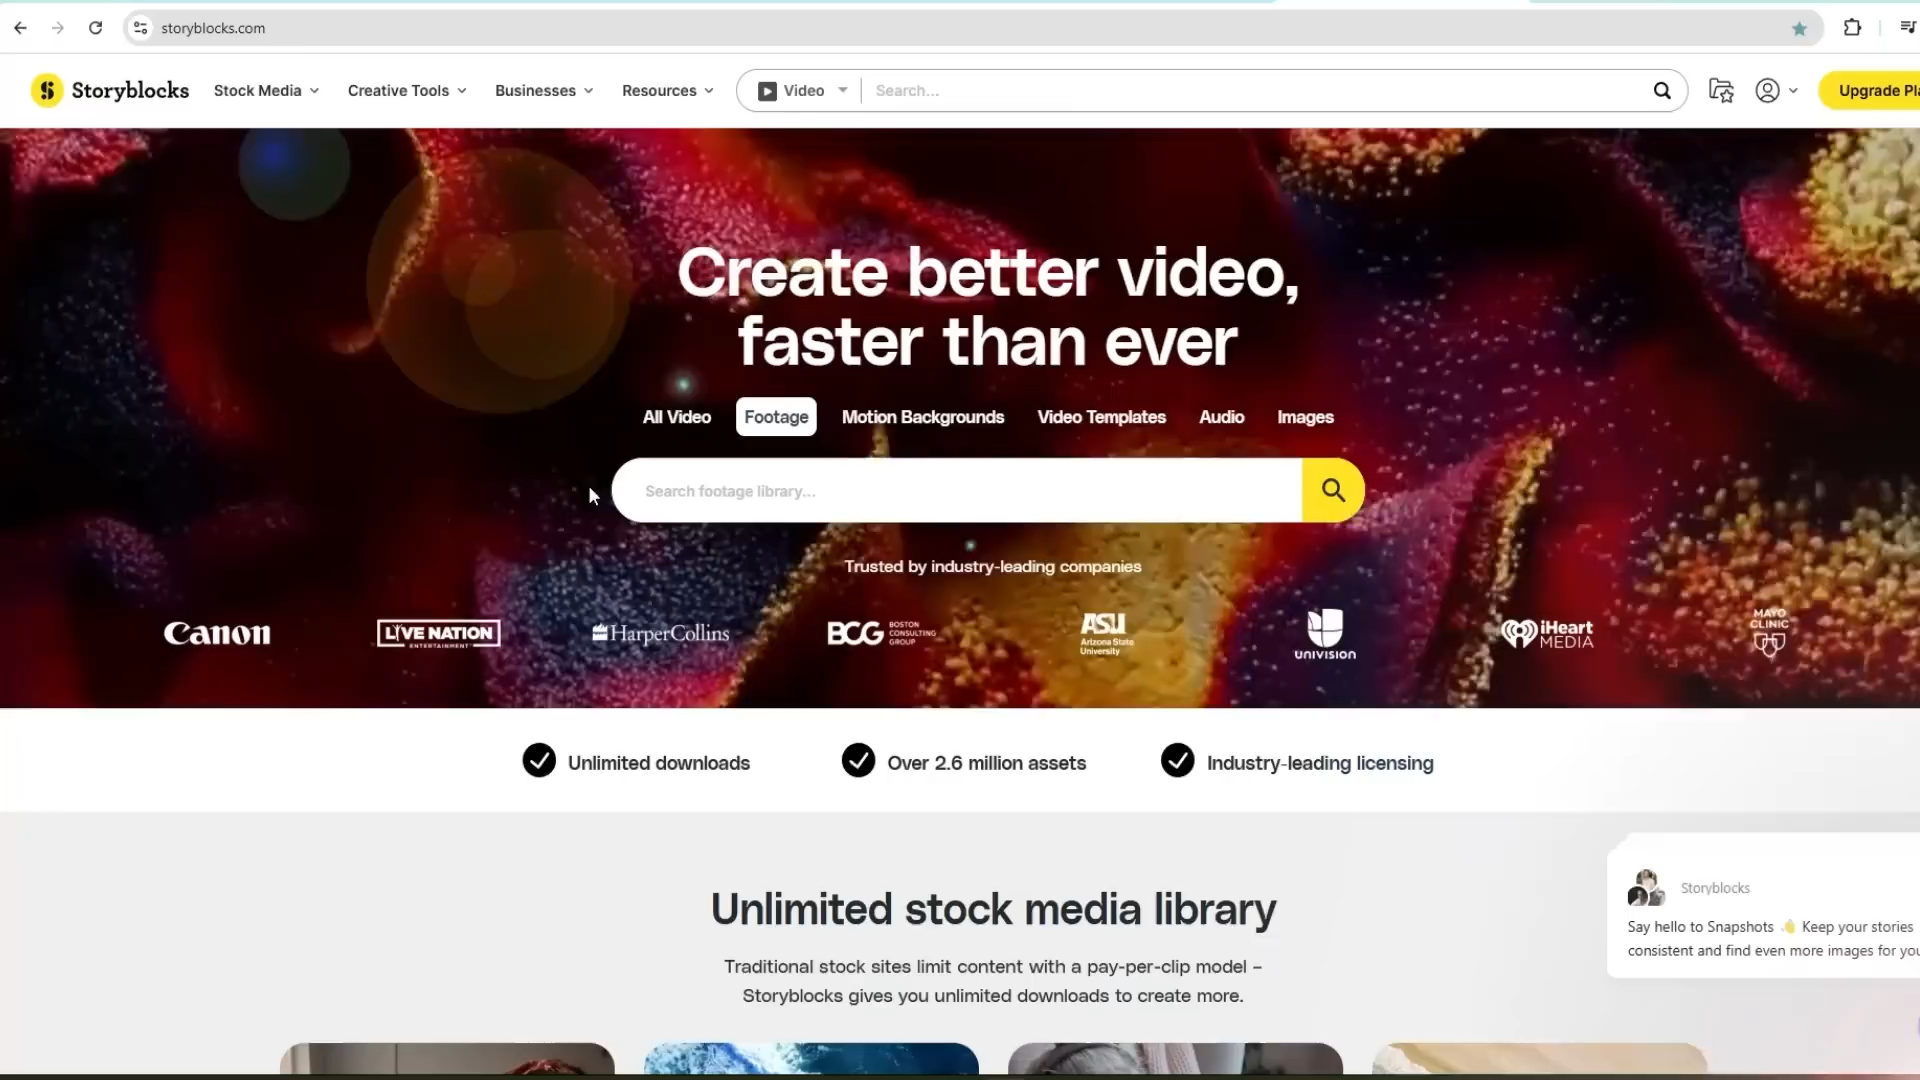 storyblocks.com
Storyblocks
Stock Media
Creative Tools
Businesses
Resources
Video
Search...
Upgrade Pla
Create better video,
faster than ever
All Video
Footage
Motion Backgrounds
Video Templates
Audio
Images
Search footage library...
Trusted by industry-leading companies
Canon
LIVE NATION
ENTERTAINMENT
HarperCollins
BCG
BOSTON
CONSULTING
GROUP
ASU
Arizona State
University
UNIVISION
iHeart
MEDIA
MAYO
CLINIC
Unlimited downloads
Over 2.6 million assets
Industry-leading licensing
Unlimited stock media library
Traditional stock sites limit content with a pay-per-clip model –
Storyblocks gives you unlimited downloads to create more.
Storyblocks
Say hello to Snapshots 👋 Keep your stories
consistent and find even more images for you